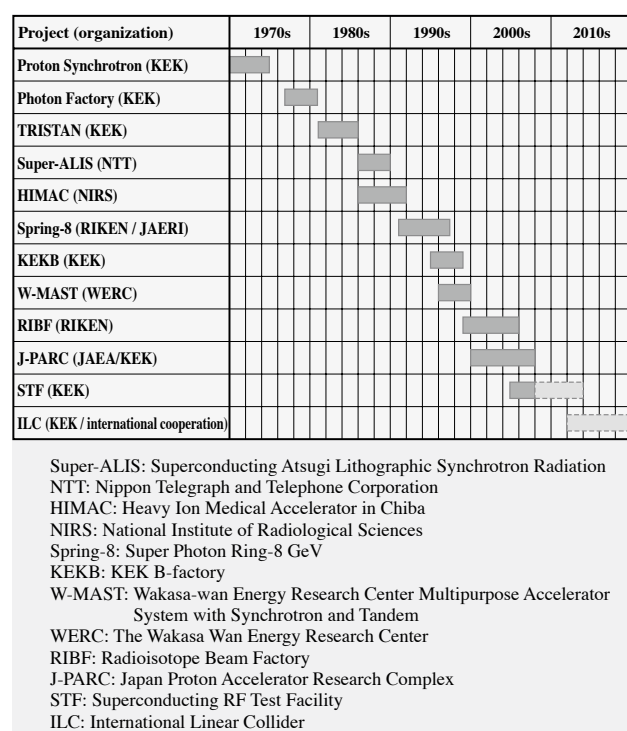 Project (organization) 1970s 1980s 1990s 2000s 2010s
Proton Synchrotron (KEK)
Photon Factory (KEK)
TRISTAN (KEK)
Super-ALIS (NTT)
HIMAC (NIRS)
Spring-8 (RIKEN / JAERI)
KEKB (KEK)
W-MAST (WERC)
RIBF (RIKEN)
J-PARC (JAEA/KEK)
STF (KEK)
ILC (KEK / international cooperation)
Super-ALIS: Superconducting Atsugi Lithographic Synchrotron Radiation
NTT: Nippon Telegraph and Telephone Corporation
HIMAC: Heavy Ion Medical Accelerator in Chiba
NIRS: National Institute of Radiological Sciences
Spring-8: Super Photon Ring-8 GeV
KEKB: KEK B-factory
W-MAST: Wakasa-wan Energy Research Center Multipurpose Accelerator
System with Synchrotron and Tandem
WERC: The Wakasa Wan Energy Research Center
RIBF: Radioisotope Beam Factory
J-PARC: Japan Proton Accelerator Research Complex
STF: Superconducting RF Test Facility
ILC: International Linear Collider